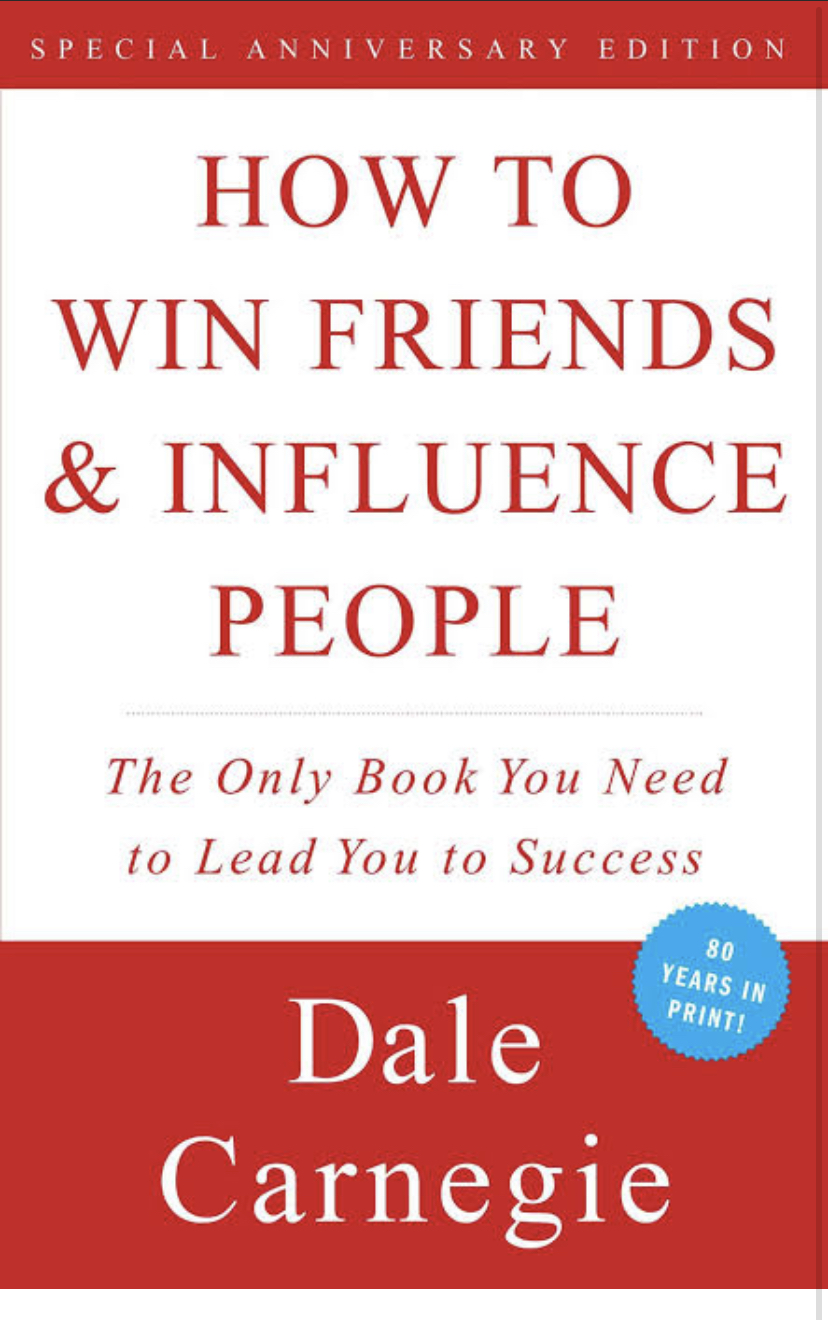 SPECIAL ANNIVERSARY EDITION
HOW TO
WIN FRIENDS
& INFLUENCE
PEOPLE
The Only Book You Need
to Lead You to Success
80
YEARS IN
PRINT!
Dale
Carnegie